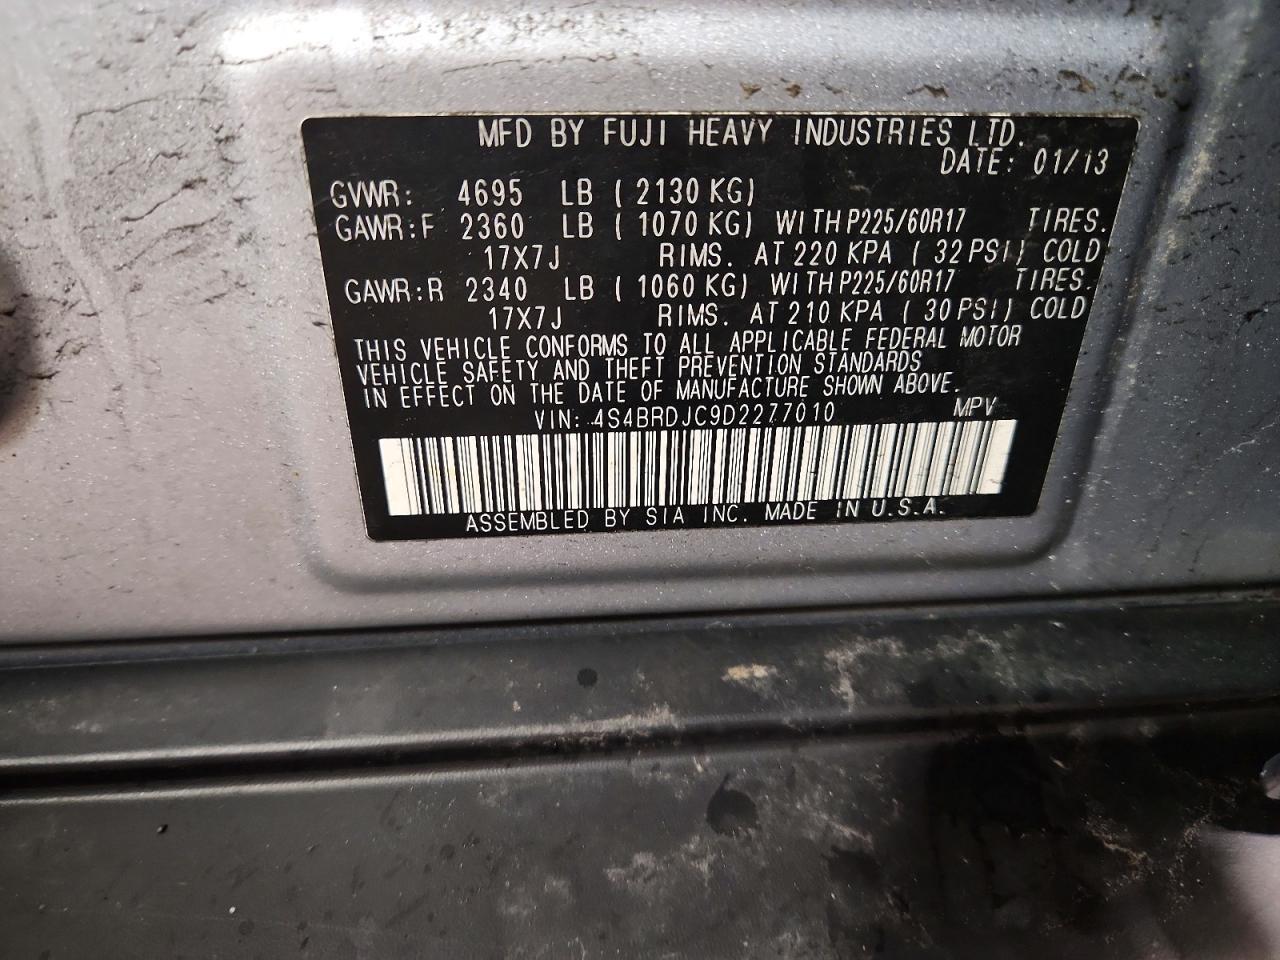 MFD BY FUJI HEAVY INDUSTRIES LTD.
DATE: 01/13
GVWR: 4695 LB ( 2130 KG)
GAWR:F 2360 LB ( 1070 KG) WITH P225/60R17 TIRES.
17X7J RIMS. AT 220 KPA ( 32 PSI) COLD
GAWR:R 2340 LB ( 1060 KG) WITH P225/60R17 TIRES.
17X7J RIMS. AT 210 KPA ( 30 PSI) COLD
THIS VEHICLE CONFORMS TO ALL APPLICABLE FEDERAL MOTOR
VEHICLE SAFETY AND THEFT PREVENTION STANDARDS
IN EFFECT ON THE DATE OF MANUFACTURE SHOWN ABOVE.
VIN: 4S4BRDJC9D2277010 MPV
ASSEMBLED BY SIA INC. MADE IN U.S.A.